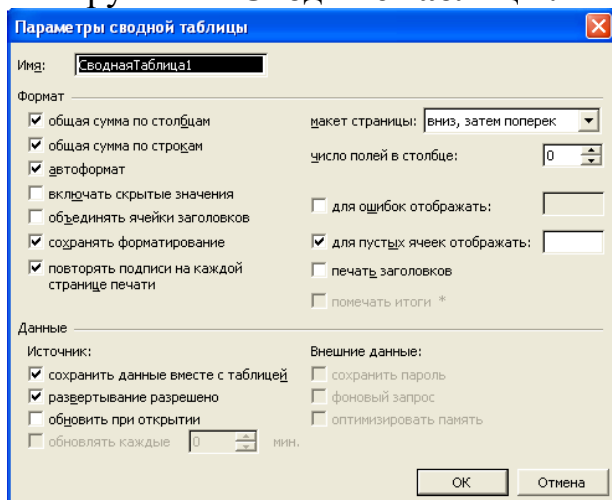 Параметры сводной таблицы
Имя: СводнаяТаблица1
Формат
общая сумма по столбцам
общая сумма по строкам
автоформат
включать скрытые значения
объединять ячейки заголовков
сохранять форматирование
повторять подписи на каждой
странице печати
макет страницы: вниз, затем поперек
число полей в столбце: 0
для ошибок отображать:
для пустых ячеек отображать:
печать заголовков
помечать итоги *
Данные
Источник:
сохранить данные вместе с таблицей
развертывание разрешено
обновить при открытии
обновлять каждые 0 мин.
Внешние данные:
сохранить пароль
фоновый запрос
оптимизировать память
ОК
Отмена